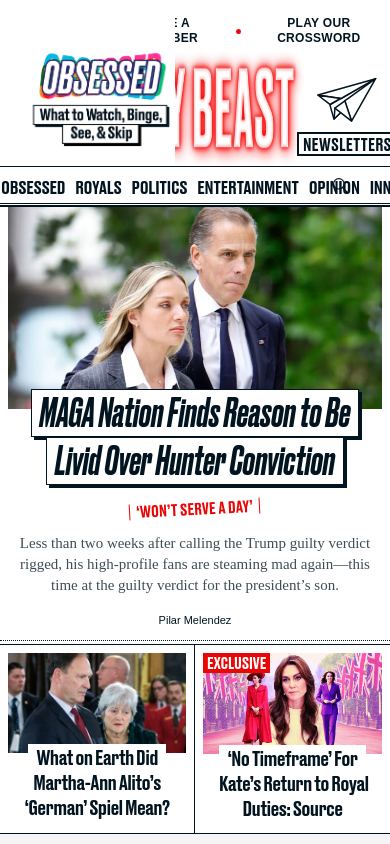 E A
BER
PLAY OUR
CROSSWORD
OBSESSED
What to Watch, Binge,
See, & Skip
Y BEAST
NEWSLETTERS
OBSESSED ROYALS POLITICS ENTERTAINMENT OPINION INN
MAGA Nation Finds Reason to Be
Livid Over Hunter Conviction
‘WON’T SERVE A DAY’
Less than two weeks after calling the Trump guilty verdict
rigged, his high-profile fans are steaming mad again—this
time at the guilty verdict for the president’s son.
Pilar Melendez
What on Earth Did
Martha-Ann Alito’s
‘German’ Spiel Mean?
EXCLUSIVE
‘No Timeframe’ For
Kate’s Return to Royal
Duties: Source